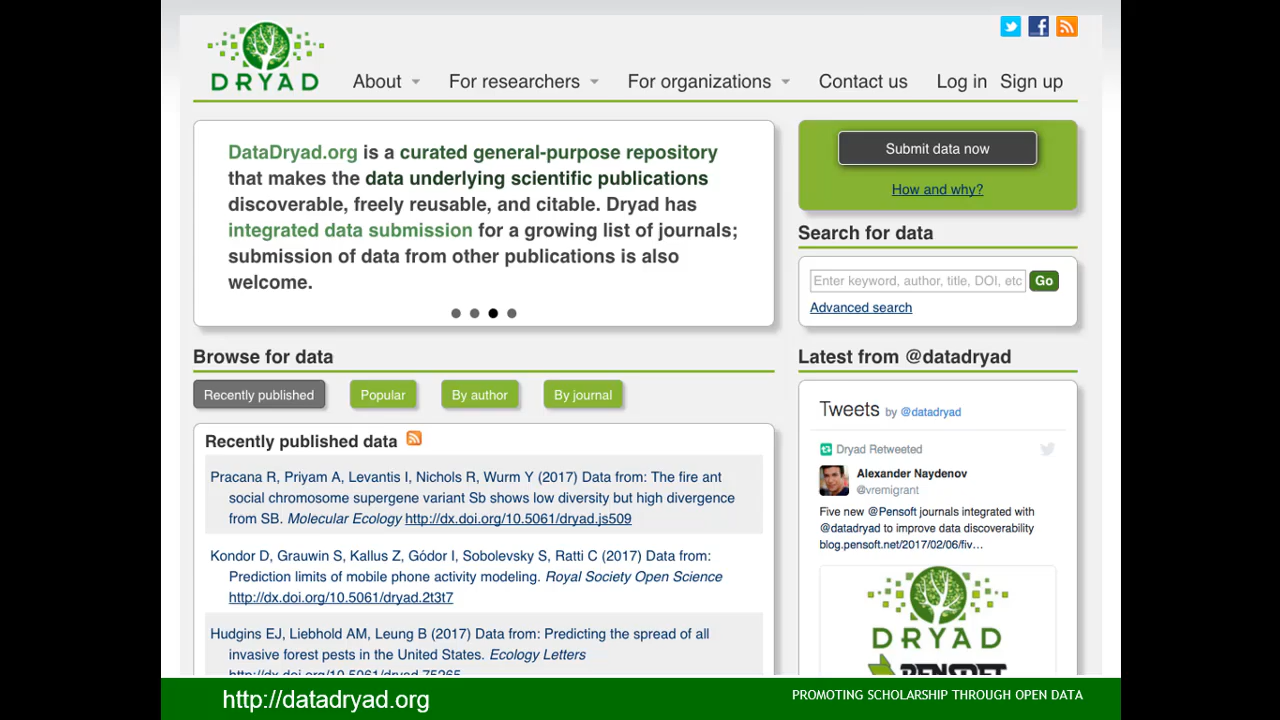 DRYAD
About
For researchers
For organizations
Contact us
Log in
Sign up
DataDryad.org is a curated general-purpose repository
that makes the data underlying scientific publications
discoverable, freely reusable, and citable. Dryad has
integrated data submission for a growing list of journals;
submission of data from other publications is also
welcome.
Submit data now
How and why?
Search for data
Enter keyword, author, title, DOI, etc
Go
Advanced search
Browse for data
Recently published
Popular
By author
By journal
Recently published data
Pracana R, Priyam A, Levantis I, Nichols R, Wurm Y (2017) Data from: The fire ant
social chromosome supergene variant Sb shows low diversity but high divergence
from SB. Molecular Ecology http://dx.doi.org/10.5061/dryad.js509
Kondor D, Grauwin S, Kallus Z, Gódor I, Sobolevsky S, Ratti C (2017) Data from:
Prediction limits of mobile phone activity modeling. Royal Society Open Science
http://dx.doi.org/10.5061/dryad.2t3t7
Hudgins EJ, Liebhold AM, Leung B (2017) Data from: Predicting the spread of all
invasive forest pests in the United States. Ecology Letters
http://dx.doi.org/10.5061/dryad.75265
Latest from @datadryad
Tweets by @datadryad
Dryad Retweeted
Alexander Naydenov
@vremigrant
Five new @Pensoft journals integrated with
@datadryad to improve data discoverability
blog.pensoft.net/2017/02/06/fiv…
DRYAD
PENSOFT
http://datadryad.org
PROMOTING SCHOLARSHIP THROUGH OPEN DATA